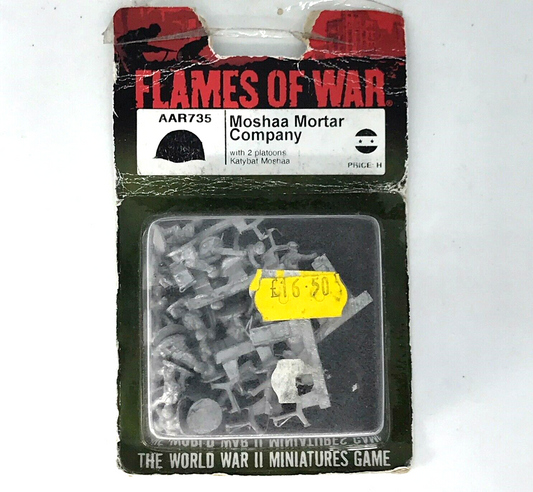 FLAMES OF WAR
AAR735
Moshaa Mortar
Company
with 2 platoons
Katybat Moshaa
PRICE: H
£16.50
THE WORLD WAR II MINIATURES GAME